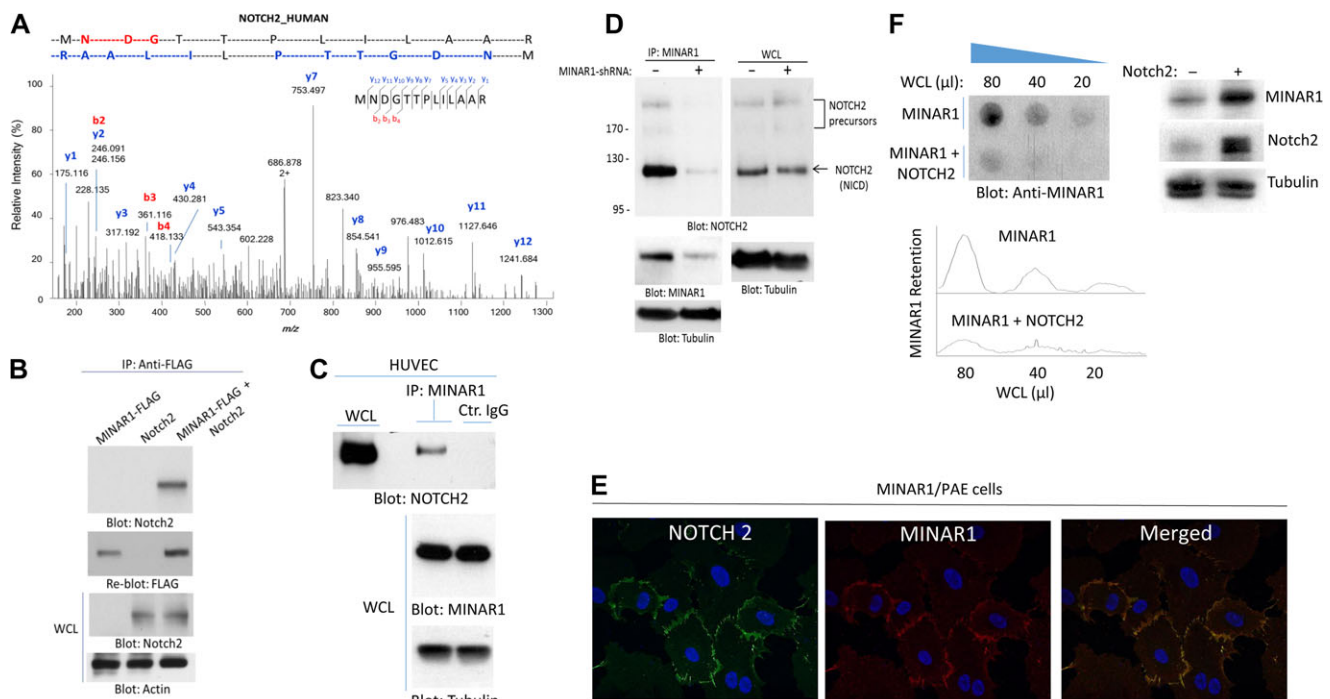 A
NOTCH2_HUMAN
--M---N-----D---G-----T-----T------P------L------I------L------A-----A------R
--R---A---A---L-----I-----L-----P-----T---T---G---D---N---M
Relative Intensity (%)
100
80
60
40
20
0
y1
175.116
228.135
b2
y2
246.091
246.156
y3
317.192
b3
361.116
b4
418.133
y4
430.281
y5
543.354
602.228
686.878
2+
y7
753.497
823.340
y8
854.541
y9
955.595
976.483
y10
1012.615
y11
1127.646
y12
1241.684
y12 y11 y10 y9 y8 y7 y5 y4 y3 y2 y1
MNDGTTPLILAAR
b2 b3 b4
200 300 400 500 600 700 800 900 1000 1100 1200 1300
m/z
B
IP: Anti-FLAG
MINAR1-FLAG
Notch2
MINAR1-FLAG +
Notch2
Blot: Notch2
Re-blot: FLAG
WCL
Blot: Notch2
Blot: Actin
C
HUVEC
IP: MINAR1
WCL
Ctr. IgG
Blot: NOTCH2
WCL
Blot: MINAR1
Blot: Tubulin
D
IP: MINAR1
WCL
MINAR1-shRNA: – + – +
223 -
170 -
130 -
95 -
NOTCH2
precursors
NOTCH2
(NICD)
Blot: NOTCH2
Blot: MINAR1
Blot: Tubulin
Blot: Tubulin
F
WCL (µl): 80 40 20
MINAR1
MINAR1 +
NOTCH2
Blot: Anti-MINAR1
Notch2: – +
MINAR1
Notch2
Tubulin
MINAR1 Retention
MINAR1
MINAR1 + NOTCH2
80 40 20
WCL (µl)
E
MINAR1/PAE cells
NOTCH 2
MINAR1
Merged